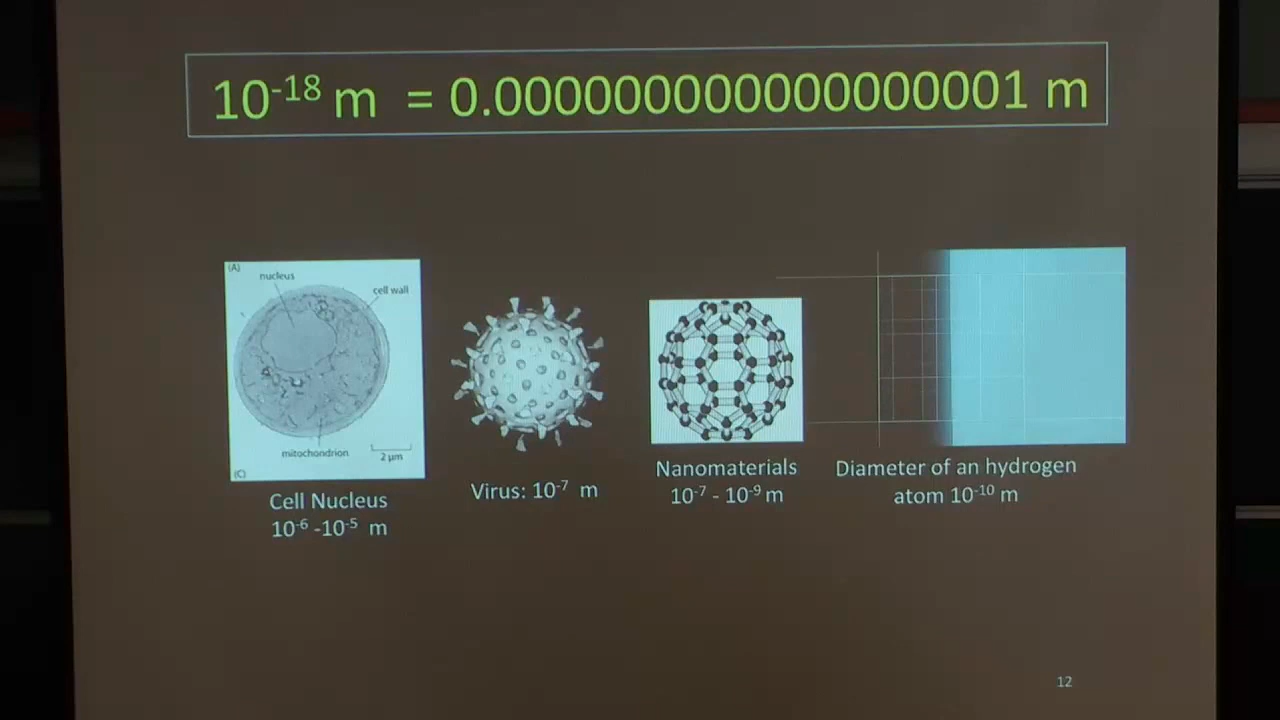 10⁻¹⁸ m = 0.000000000000000001 m
(A)
nucleus
cell wall
mitochondrion
2 µm
(C)
Cell Nucleus
10⁻⁶ -10⁻⁵ m
Virus: 10⁻⁷ m
Nanomaterials
10⁻⁷ - 10⁻⁹ m
Diameter of an hydrogen
atom 10⁻¹⁰ m
12